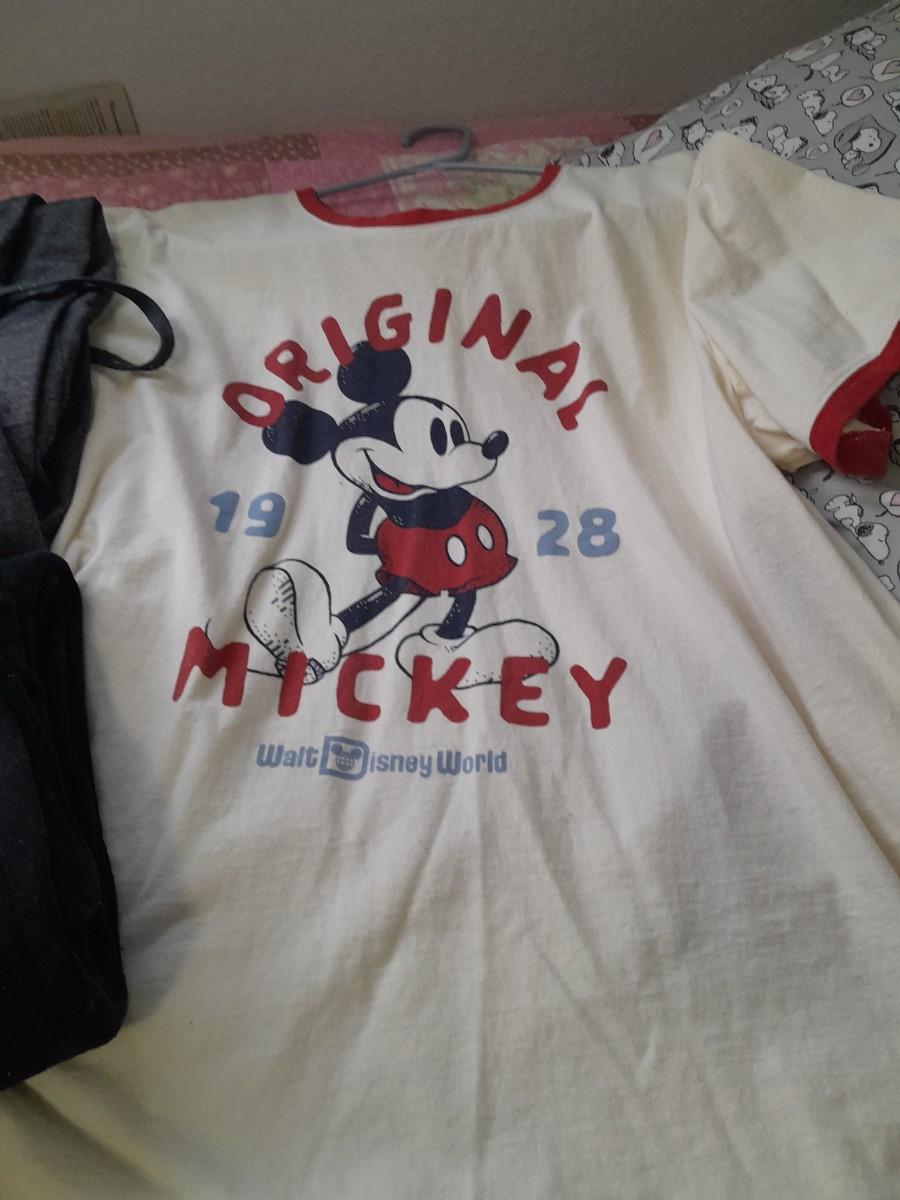 ORIGINAL
19 28
MICKEY
Walt Disney World